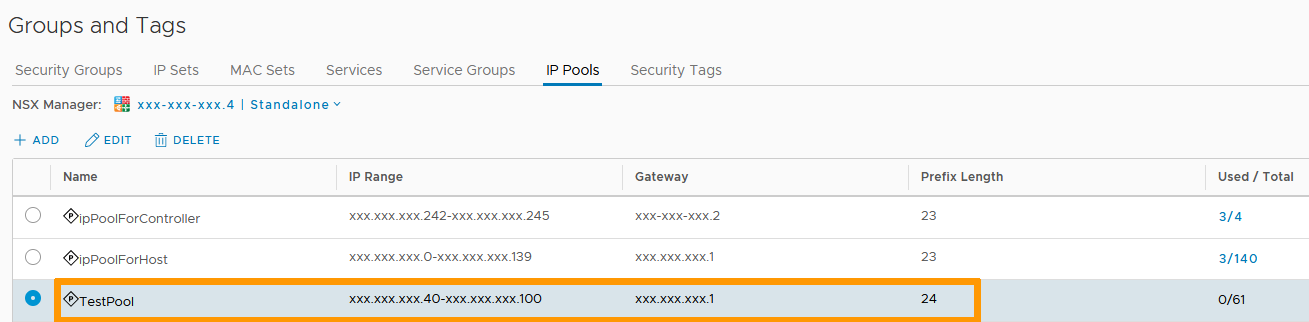 Groups and Tags
Security Groups IP Sets MAC Sets Services Service Groups IP Pools Security Tags
NSX Manager: xxx-xxx-xxx.4 | Standalone
+ ADD EDIT DELETE
Name IP Range Gateway Prefix Length Used / Total
ipPoolForController xxx.xxx.xxx.242-xxx.xxx.xxx.245 xxx-xxx-xxx.2 23 3/4
ipPoolForHost xxx.xxx.xxx.0-xxx.xxx.xxx.139 xxx.xxx.xxx.1 23 3/140
TestPool xxx.xxx.xxx.40-xxx.xxx.xxx.100 xxx.xxx.xxx.1 24 0/61